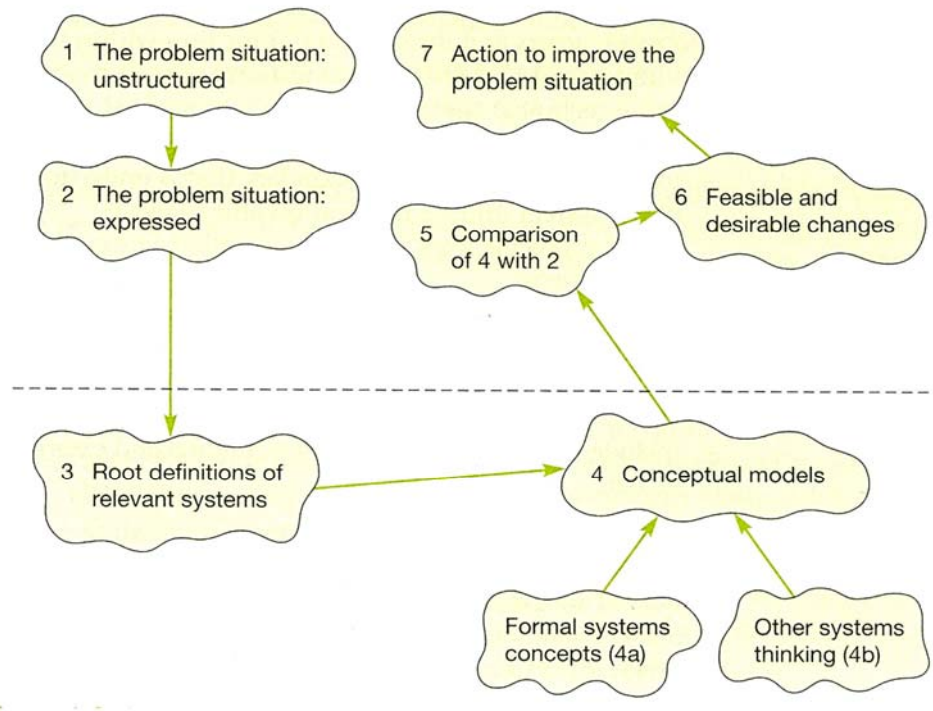 1 The problem situation:
unstructured
2 The problem situation:
expressed
3 Root definitions of
relevant systems
4 Conceptual models
Formal systems
concepts (4a)
Other systems
thinking (4b)
5 Comparison
of 4 with 2
6 Feasible and
desirable changes
7 Action to improve the
problem situation